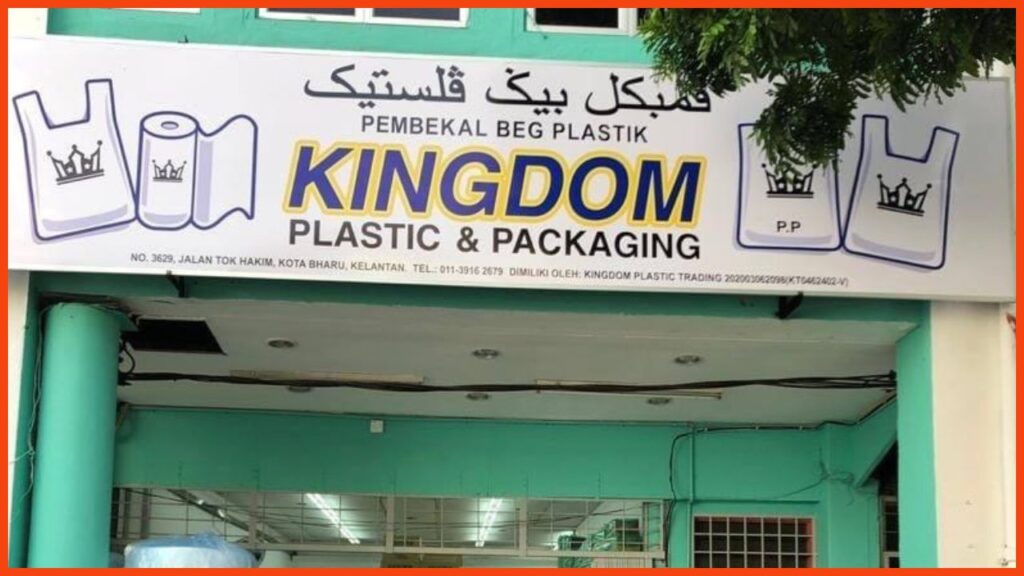 ڤمبكل بيݢ ڤلستيک
PEMBEKAL BEG PLASTIK
KINGDOM
PLASTIC & PACKAGING
P.P
NO. 3629, JALAN TOK HAKIM, KOTA BHARU, KELANTAN. TEL.: 011-3916 2679 DIMILIKI OLEH: KINGDOM PLASTIC TRADING 202003062098(KT0462402-V)